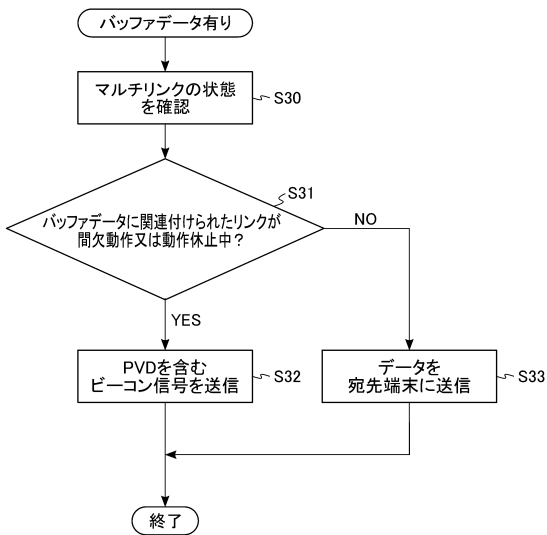 バッファデータ有り
マルチリンクの状態
を確認
S30
S31
バッファデータに関連付けられたリンクが
間欠動作又は動作休止中？
NO
YES
PVDを含む
ビーコン信号を送信
S32
データを
宛先端末に送信
S33
終了